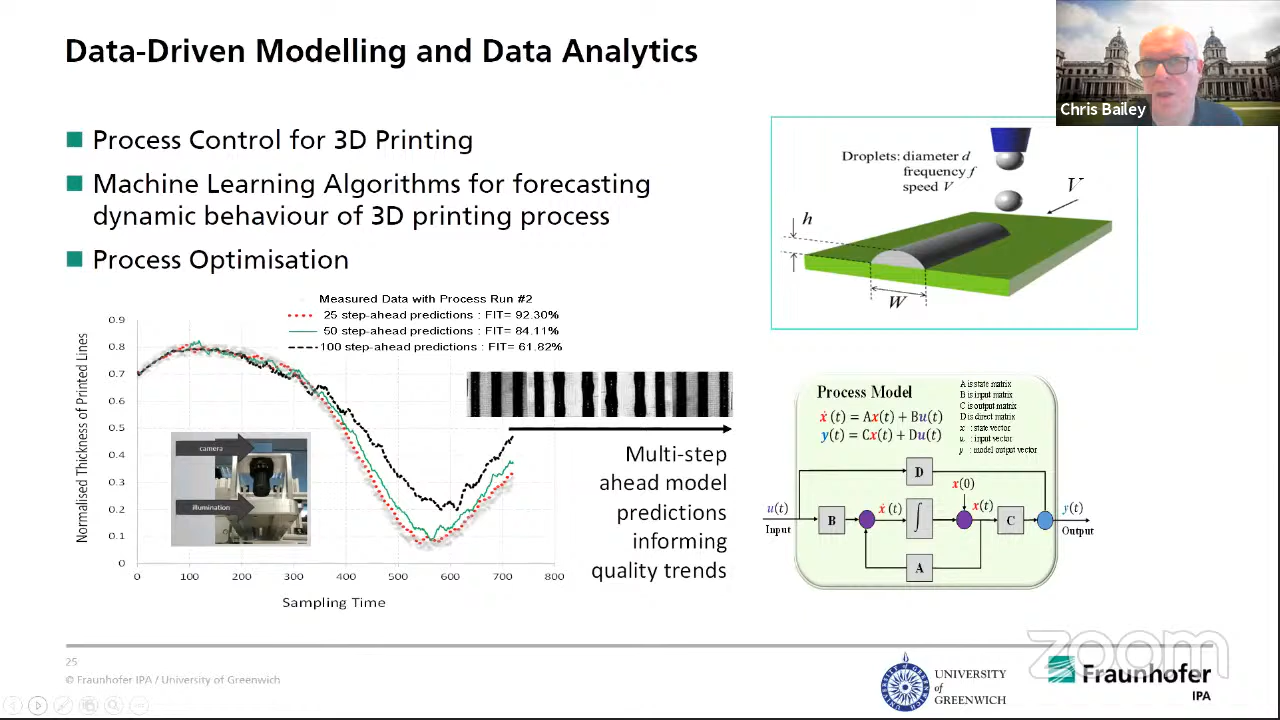 Data-Driven Modelling and Data Analytics
Chris Bailey
Process Control for 3D Printing
Machine Learning Algorithms for forecasting
dynamic behaviour of 3D printing process
Process Optimisation
Droplets: diameter d
frequency f
speed V
V
h
W
Measured Data with Process Run #2
25 step-ahead predictions : FIT= 92.30%
50 step-ahead predictions : FIT= 84.11%
100 step-ahead predictions : FIT= 61.82%
Normalised Thickness of Printed Lines
0.9
0.8
0.7
0.6
0.5
0.4
0.3
0.2
0.1
0
0 100 200 300 400 500 600 700 800
Sampling Time
camera
illumination
Multi-step
ahead model
predictions
informing
quality trends
Process Model
ẋ (t) = Ax(t) + Bu(t)
y(t) = Cx(t) + Du(t)
A is state matrix
B is input matrix
C is output matrix
D is direct matrix
x : state vector
u : input vector
y : model output vector
D
x(0)
u(t)
Input
B
ẋ (t)
∫
x(t)
C
y(t)
Output
A
zoom
25
© Fraunhofer IPA / University of Greenwich
UNIVERSITY
of
GREENWICH
Fraunhofer
IPA